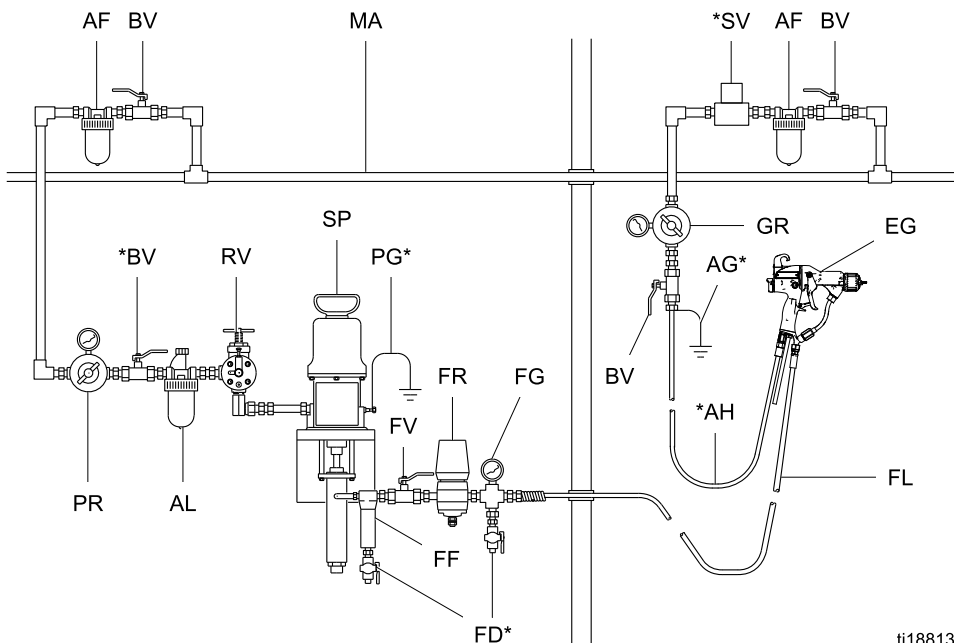 AF BV MA *SV AF BV
SP GR EG
*BV RV PG* AG*
FR FG BV
FV *AH
PR AL FL
FF
FD*
ti18813